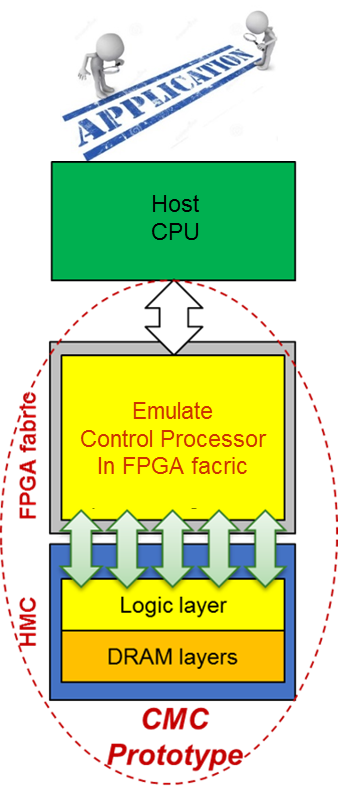 APPLICATION
Host
CPU
FPGA fabric
Emulate
Control Processor
In FPGA facric
HMC
Logic layer
DRAM layers
CMC
Prototype